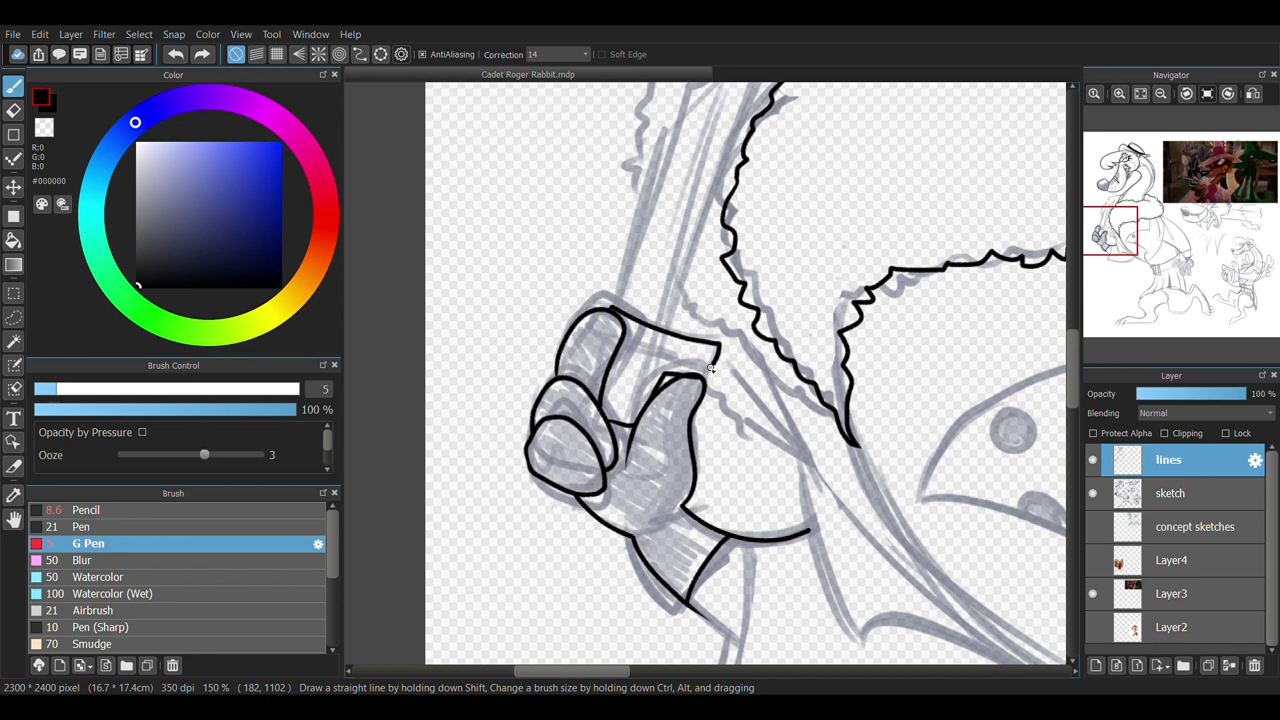 File Edit Layer Filter Select Snap Color View Tool Window Help
AntiAliasing Correction 14 Soft Edge
Color
Cadet Roger Rabbit.mdp
Navigator
R:0
G:0
B:0
#000000
Brush Control
5
100 %
Opacity by Pressure
Ooze 3
Brush
8.6 Pencil
21 Pen
5 G Pen
50 Blur
50 Watercolor
100 Watercolor (Wet)
21 Airbrush
10 Pen (Sharp)
70 Smudge
Layer
Opacity 100 %
Blending Normal
Protect Alpha Clipping Lock
lines
sketch
concept sketches
Layer4
Layer3
Layer2
2300 * 2400 pixel (16.7 * 17.4cm) 350 dpi 150 % ( 182, 1102 ) Draw a straight line by holding down Shift, Change a brush size by holding down Ctrl, Alt, and dragging